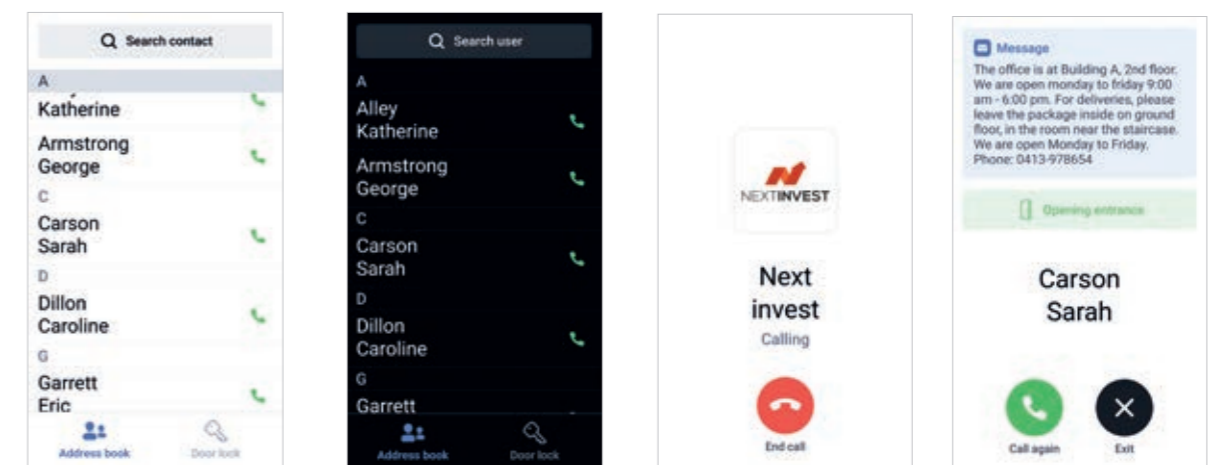 Search contact
A
Katherine
Armstrong
George
C
Carson
Sarah
D
Dillon
Caroline
G
Garrett
Eric
Address book
Door lock
Search user
A
Alley
Katherine
Armstrong
George
C
Carson
Sarah
D
Dillon
Caroline
G
Garrett
Address book
Door lock
NEXTINVEST
Next
invest
Calling
End call
Message
The office is at Building A, 2nd floor.
We are open monday to friday 9:00
am - 6:00 pm. For deliveries, please
leave the package inside on ground
floor, in the room near the staircase.
We are open Monday to Friday.
Phone: 0413-978654
Opening entrance
Carson
Sarah
Call again
Exit